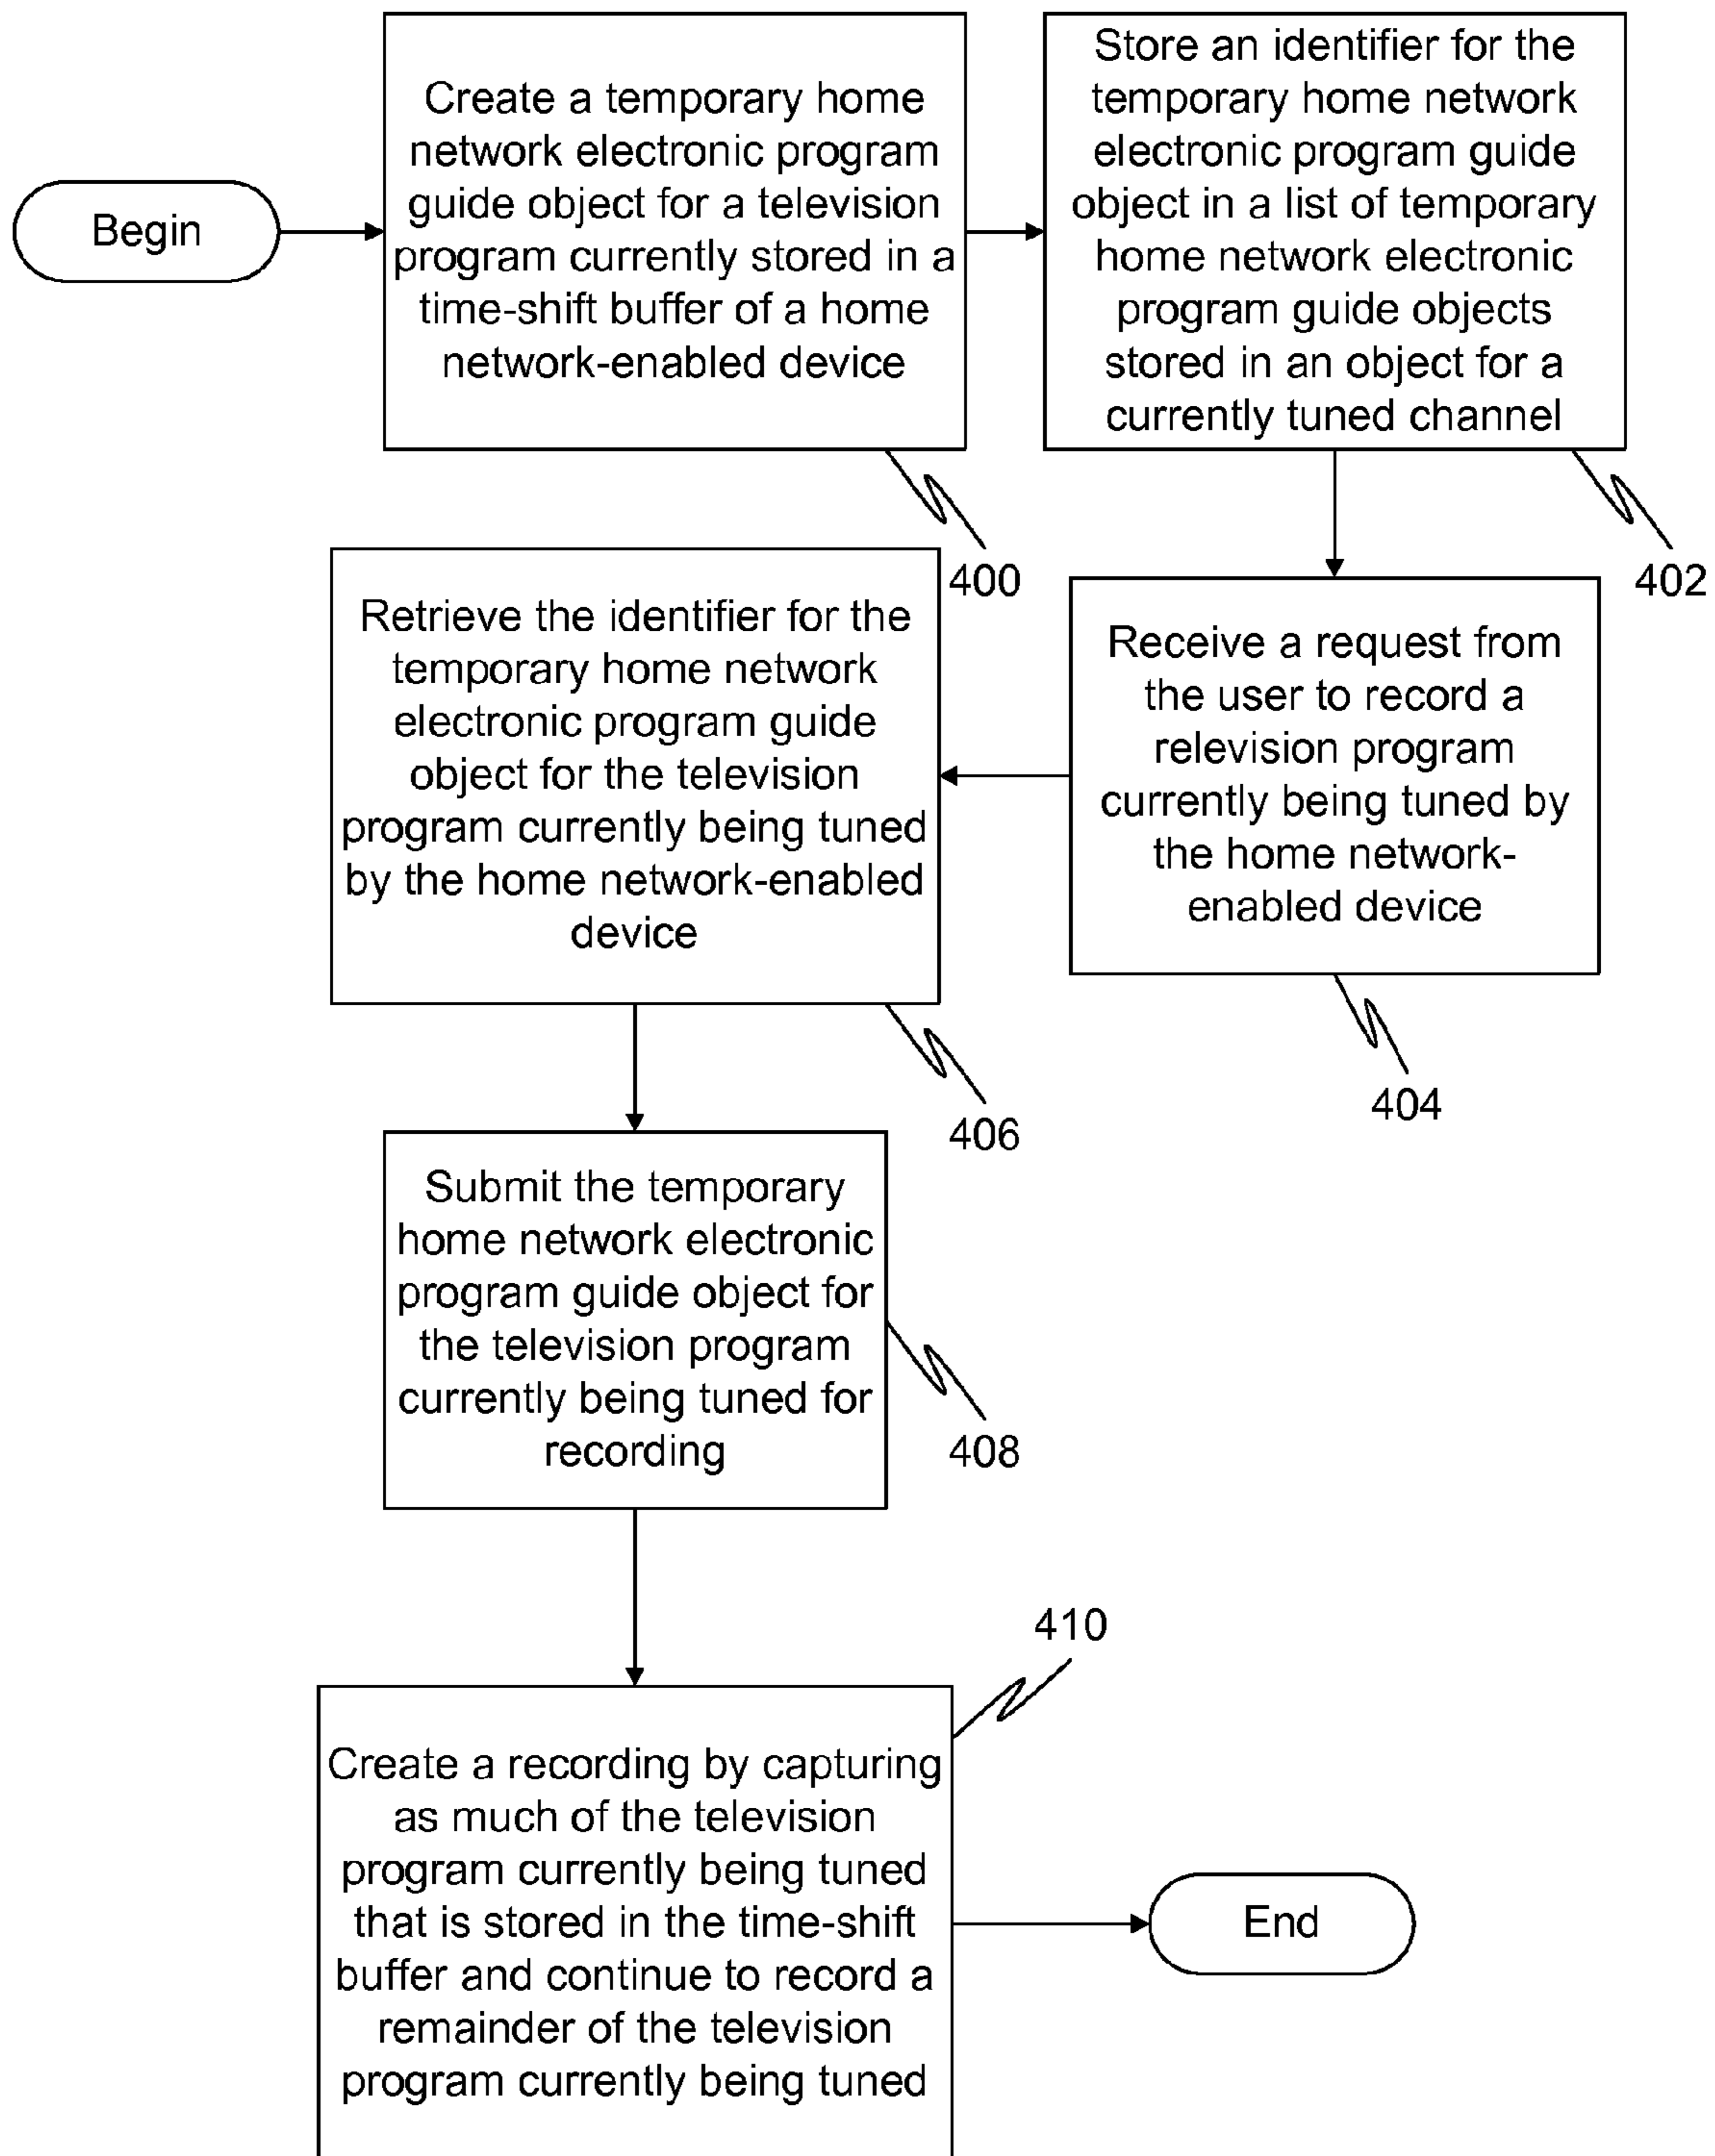 Begin
Create a temporary home
network electronic program
guide object for a television
program currently stored in a
time-shift buffer of a home
network-enabled device
400
Store an identifier for the
temporary home network
electronic program guide
object in a list of temporary
home network electronic
program guide objects
stored in an object for a
currently tuned channel
402
Receive a request from
the user to record a
relevision program
currently being tuned by
the home network-
enabled device
404
Retrieve the identifier for the
temporary home network
electronic program guide
object for the television
program currently being tuned
by the home network-enabled
device
406
Submit the temporary
home network electronic
program guide object for
the television program
currently being tuned for
recording
408
410
Create a recording by capturing
as much of the television
program currently being tuned
that is stored in the time-shift
buffer and continue to record a
remainder of the television
program currently being tuned
End